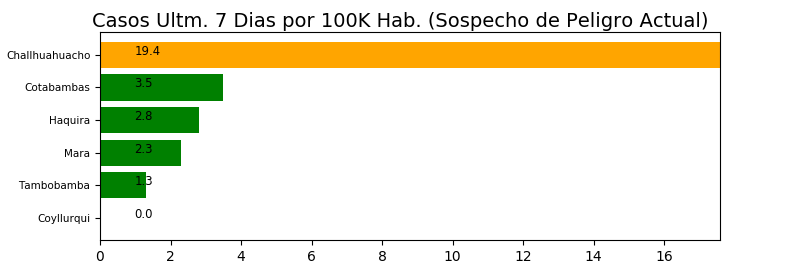 Casos Ultm. 7 Dias por 100K Hab. (Sospecho de Peligro Actual)
Challhuahuacho 19.4
Cotabambas 3.5
Haquira 2.8
Mara 2.3
Tambobamba 1.3
Coyllurqui 0.0
0 2 4 6 8 10 12 14 16